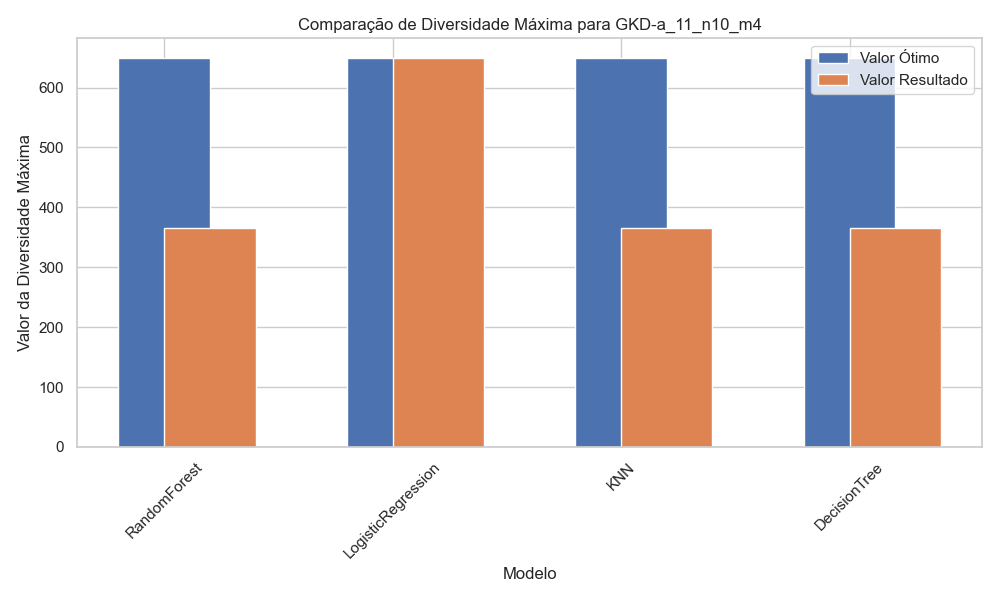 Comparação de Diversidade Máxima para GKD-a_11_n10_m4
Valor Ótimo
Valor Resultado
Valor da Diversidade Máxima
600
500
400
300
200
100
0
RandomForest
LogisticRegression
KNN
DecisionTree
Modelo